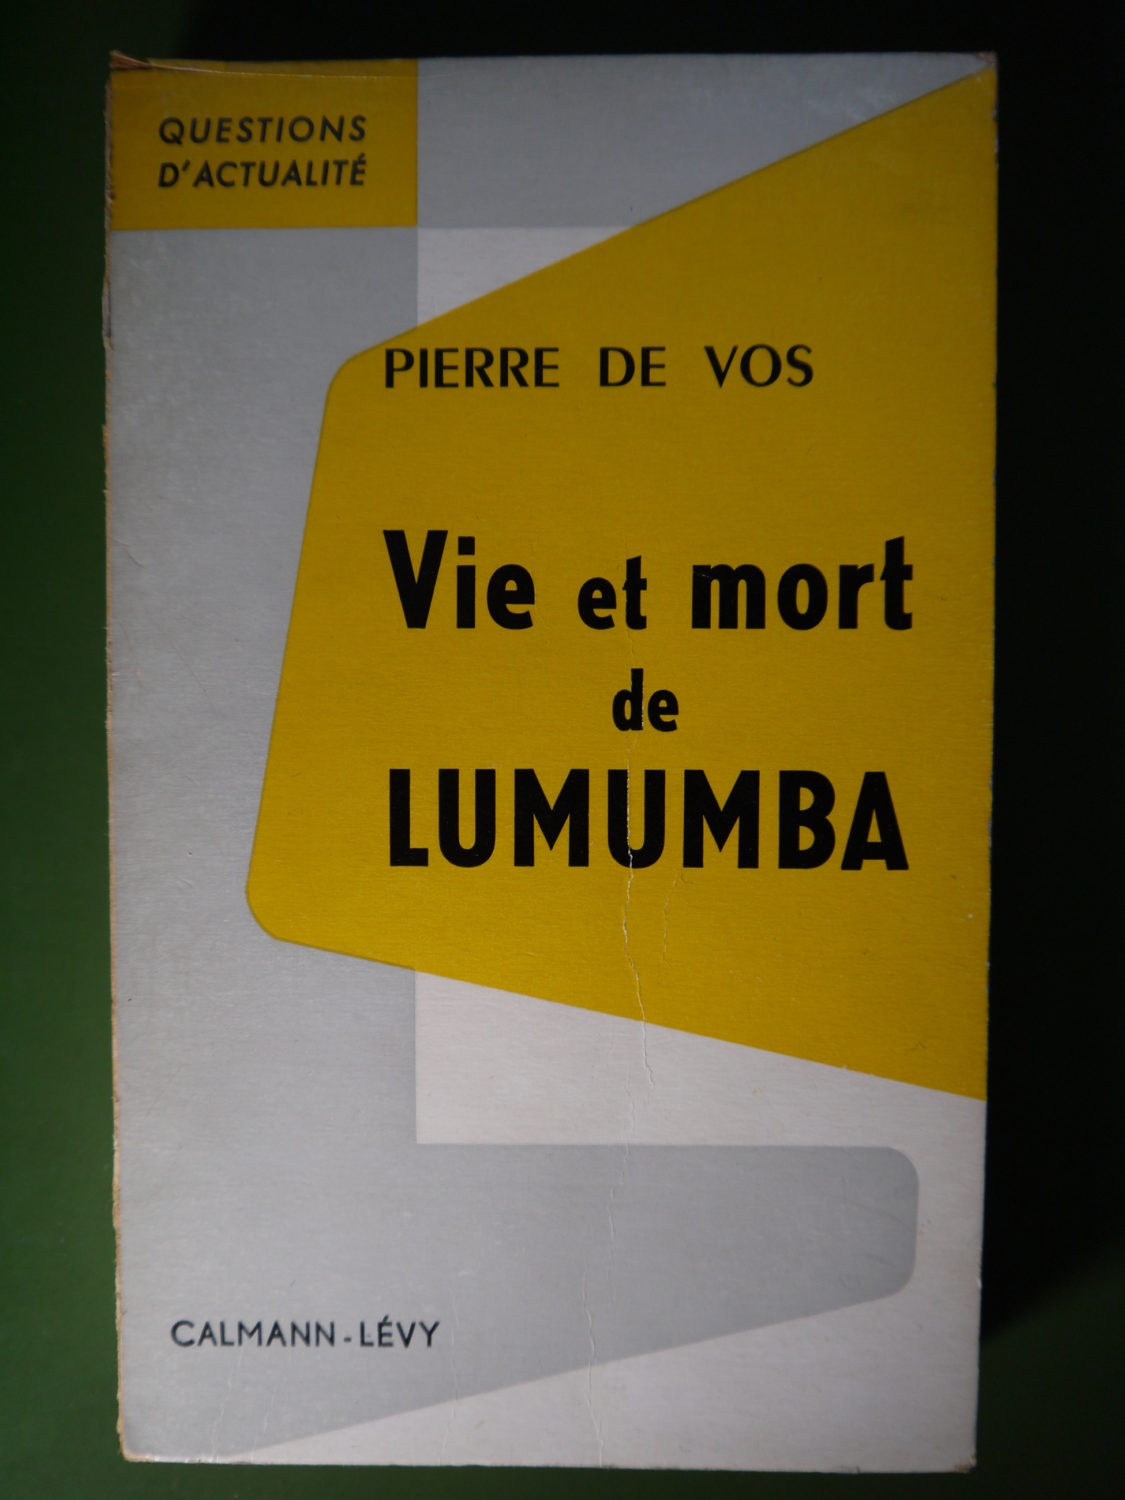 QUESTIONS
D'ACTUALITÉ
PIERRE DE VOS
Vie et mort
de
LUMUMBA
CALMANN-LÉVY